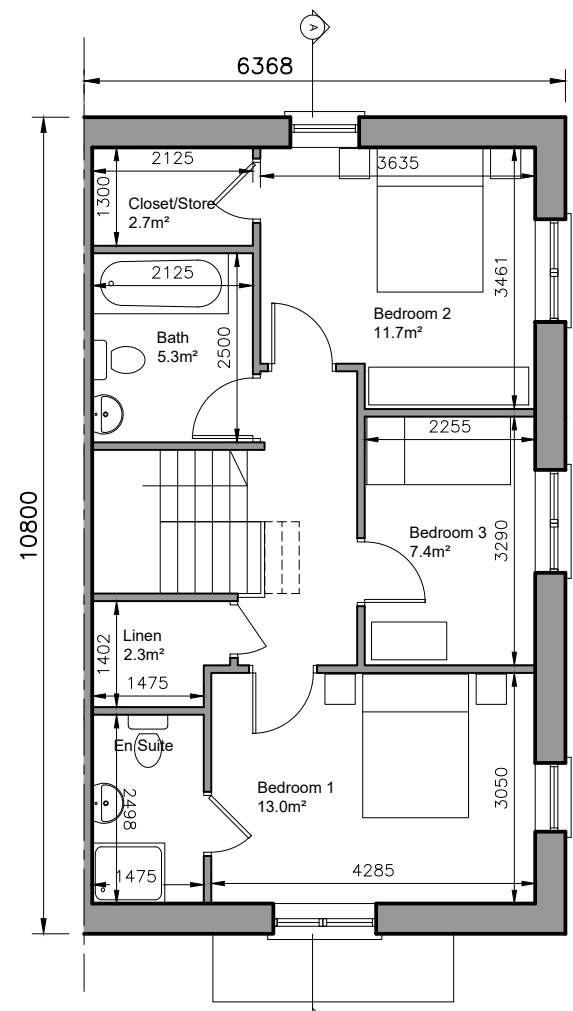 A
6368
10800
2125
3635
1300
Closet/Store
2.7m²
3461
2125
Bath
5.3m²
2500
Bedroom 2
11.7m²
2255
Bedroom 3
7.4m²
3290
Linen
2.3m²
1402
1475
En Suite
2498
1475
Bedroom 1
13.0m²
3050
4285